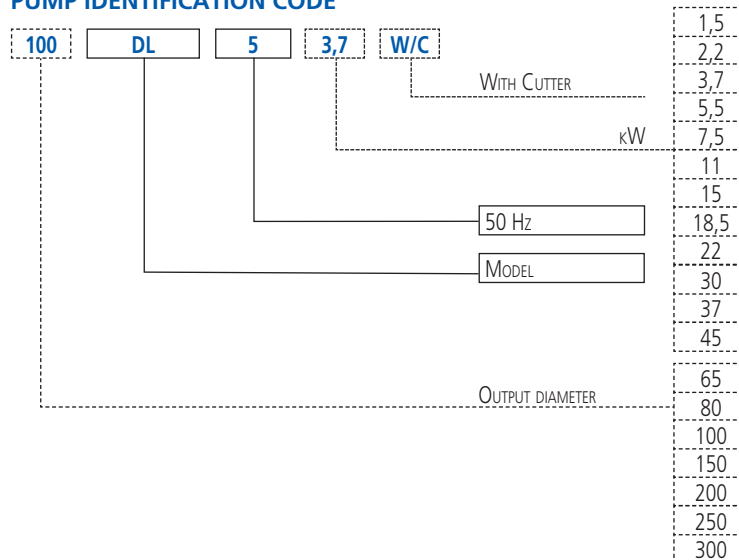 PUMP IDENTIFICATION CODE
100 DL 5 3,7 W/C
With Cutter
kW
50 Hz
Model
Output diameter
1,5
2,2
3,7
5,5
7,5
11
15
18,5
22
30
37
45
65
80
100
150
200
250
300